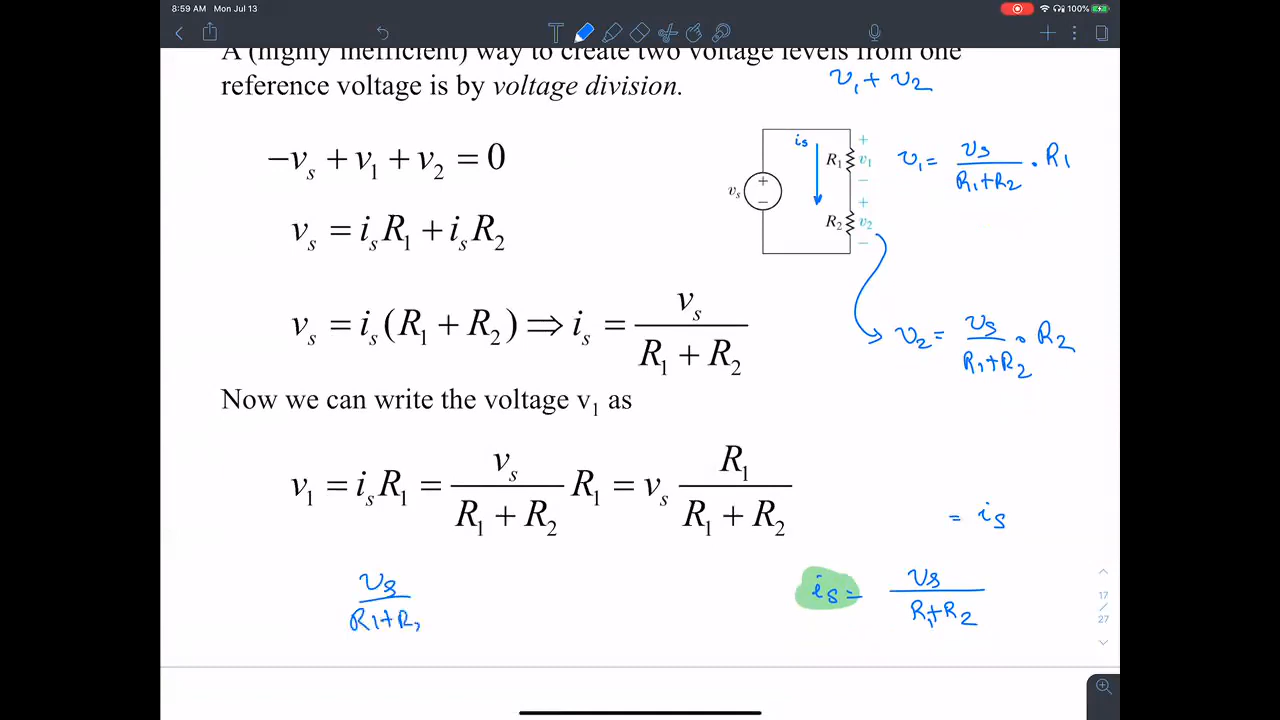 8:59 AM Mon Jul 13
100%
A (highly inefficient) way to create two voltage levels from one
reference voltage is by voltage division.
v₁ + v₂
−vₛ + v₁ + v₂ = 0
vₛ = iₛR₁ + iₛR₂
vₛ = iₛ(R₁ + R₂) ⇒ iₛ = vₛ / (R₁ + R₂)
iₛ
vₛ
+
−
R₁
+
v₁
−
R₂
+
v₂
−
v₁ = vs / (R₁+R₂) · R₁
v₂ = vs / (R₁+R₂) · R₂
Now we can write the voltage v₁ as
v₁ = iₛR₁ = vₛ / (R₁ + R₂) R₁ = vₛ R₁ / (R₁ + R₂)
= is
vs / (R₁+R₂
is = vs / (R₁+R₂)
17
/
27